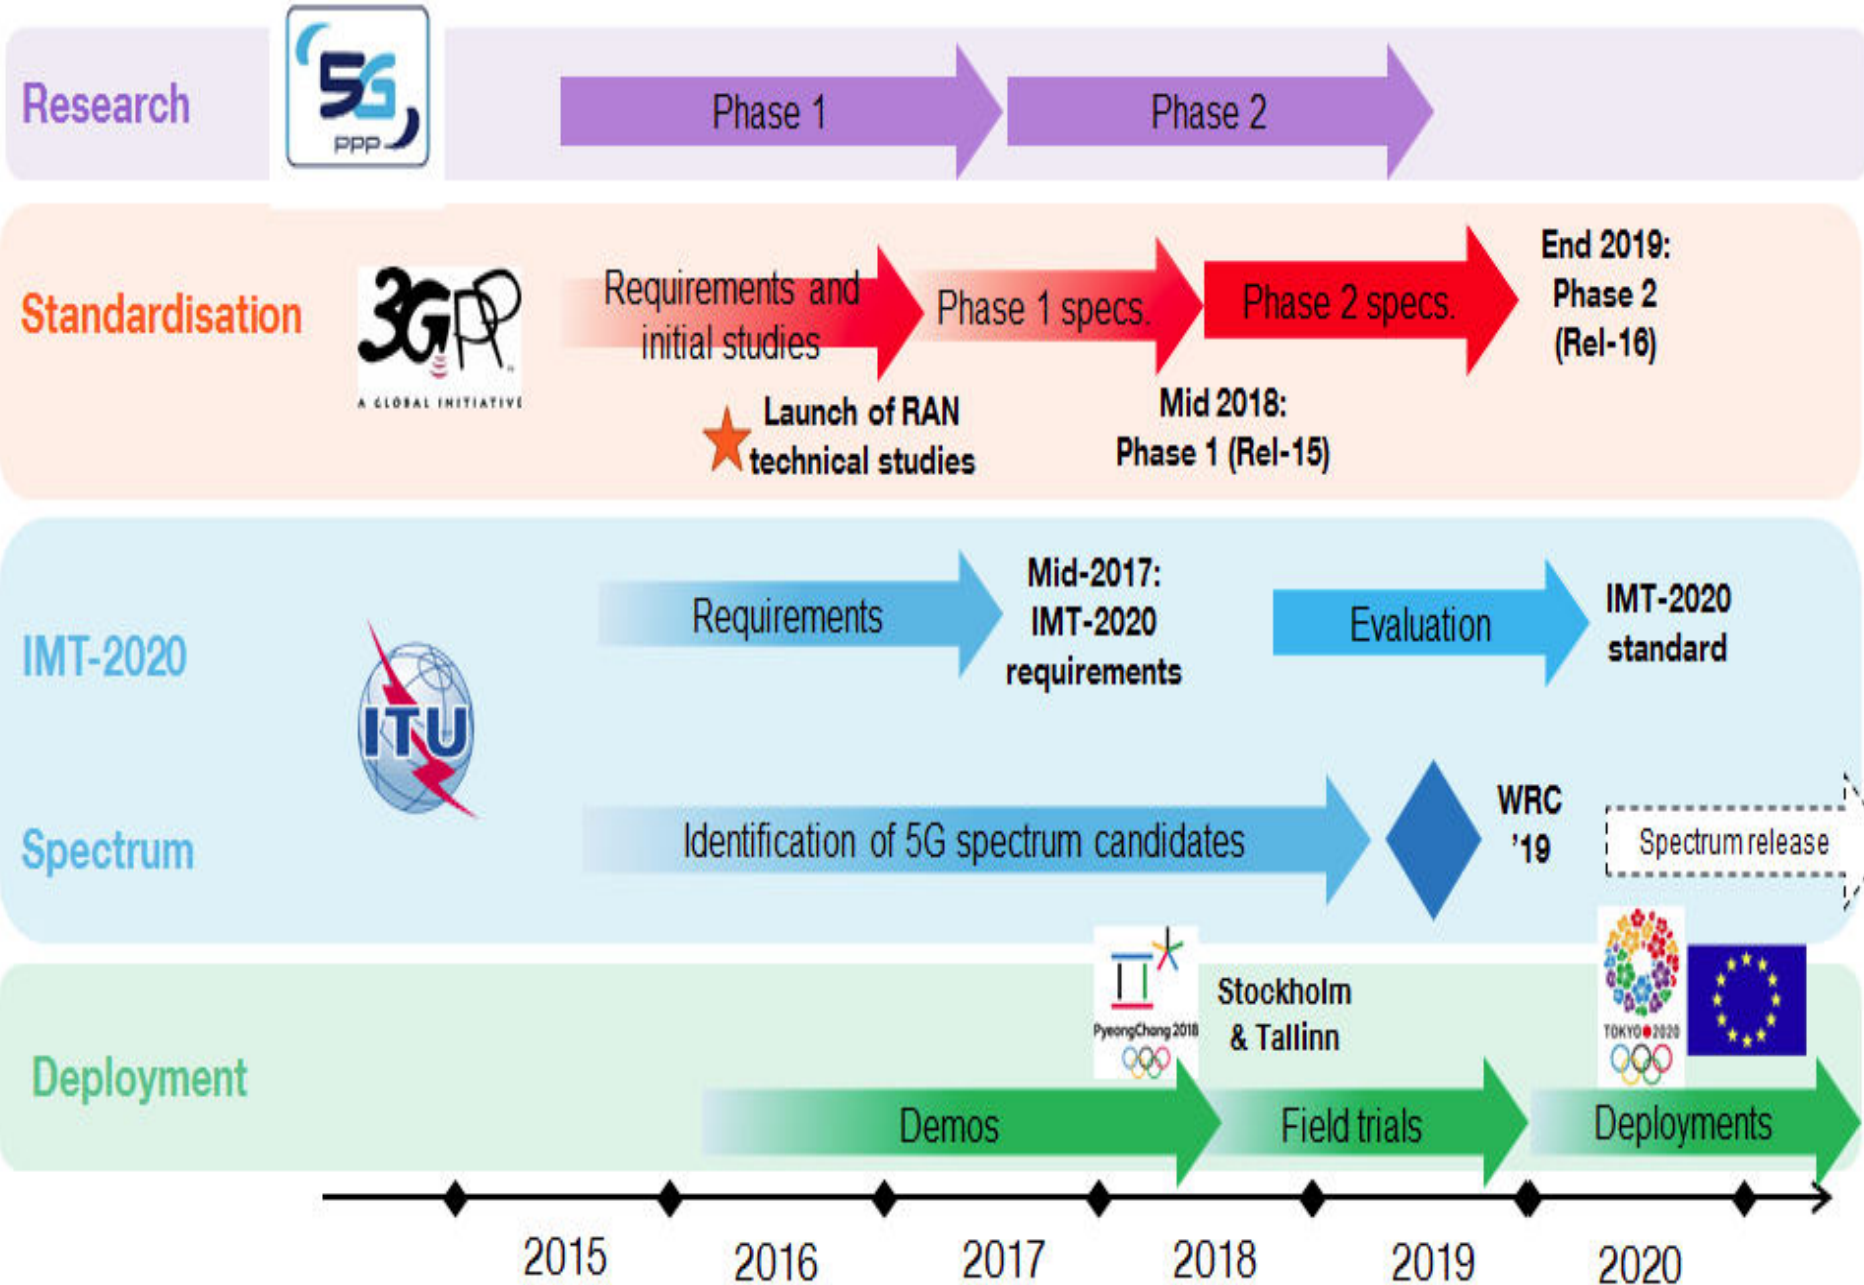 Research
5G
PPP
Phase 1
Phase 2
Standardisation
3GPP
A GLOBAL INITIATIVE
Requirements and
initial studies
Phase 1 specs.
Phase 2 specs.
End 2019:
Phase 2
(Rel-16)
Launch of RAN
technical studies
Mid 2018:
Phase 1 (Rel-15)
IMT-2020
ITU
Requirements
Mid-2017:
IMT-2020
requirements
Evaluation
IMT-2020
standard
Spectrum
Identification of 5G spectrum candidates
WRC
’19
Spectrum release
Deployment
PyeongChang 2018
Stockholm
& Tallinn
TOKYO 2020
Demos
Field trials
Deployments
2015
2016
2017
2018
2019
2020